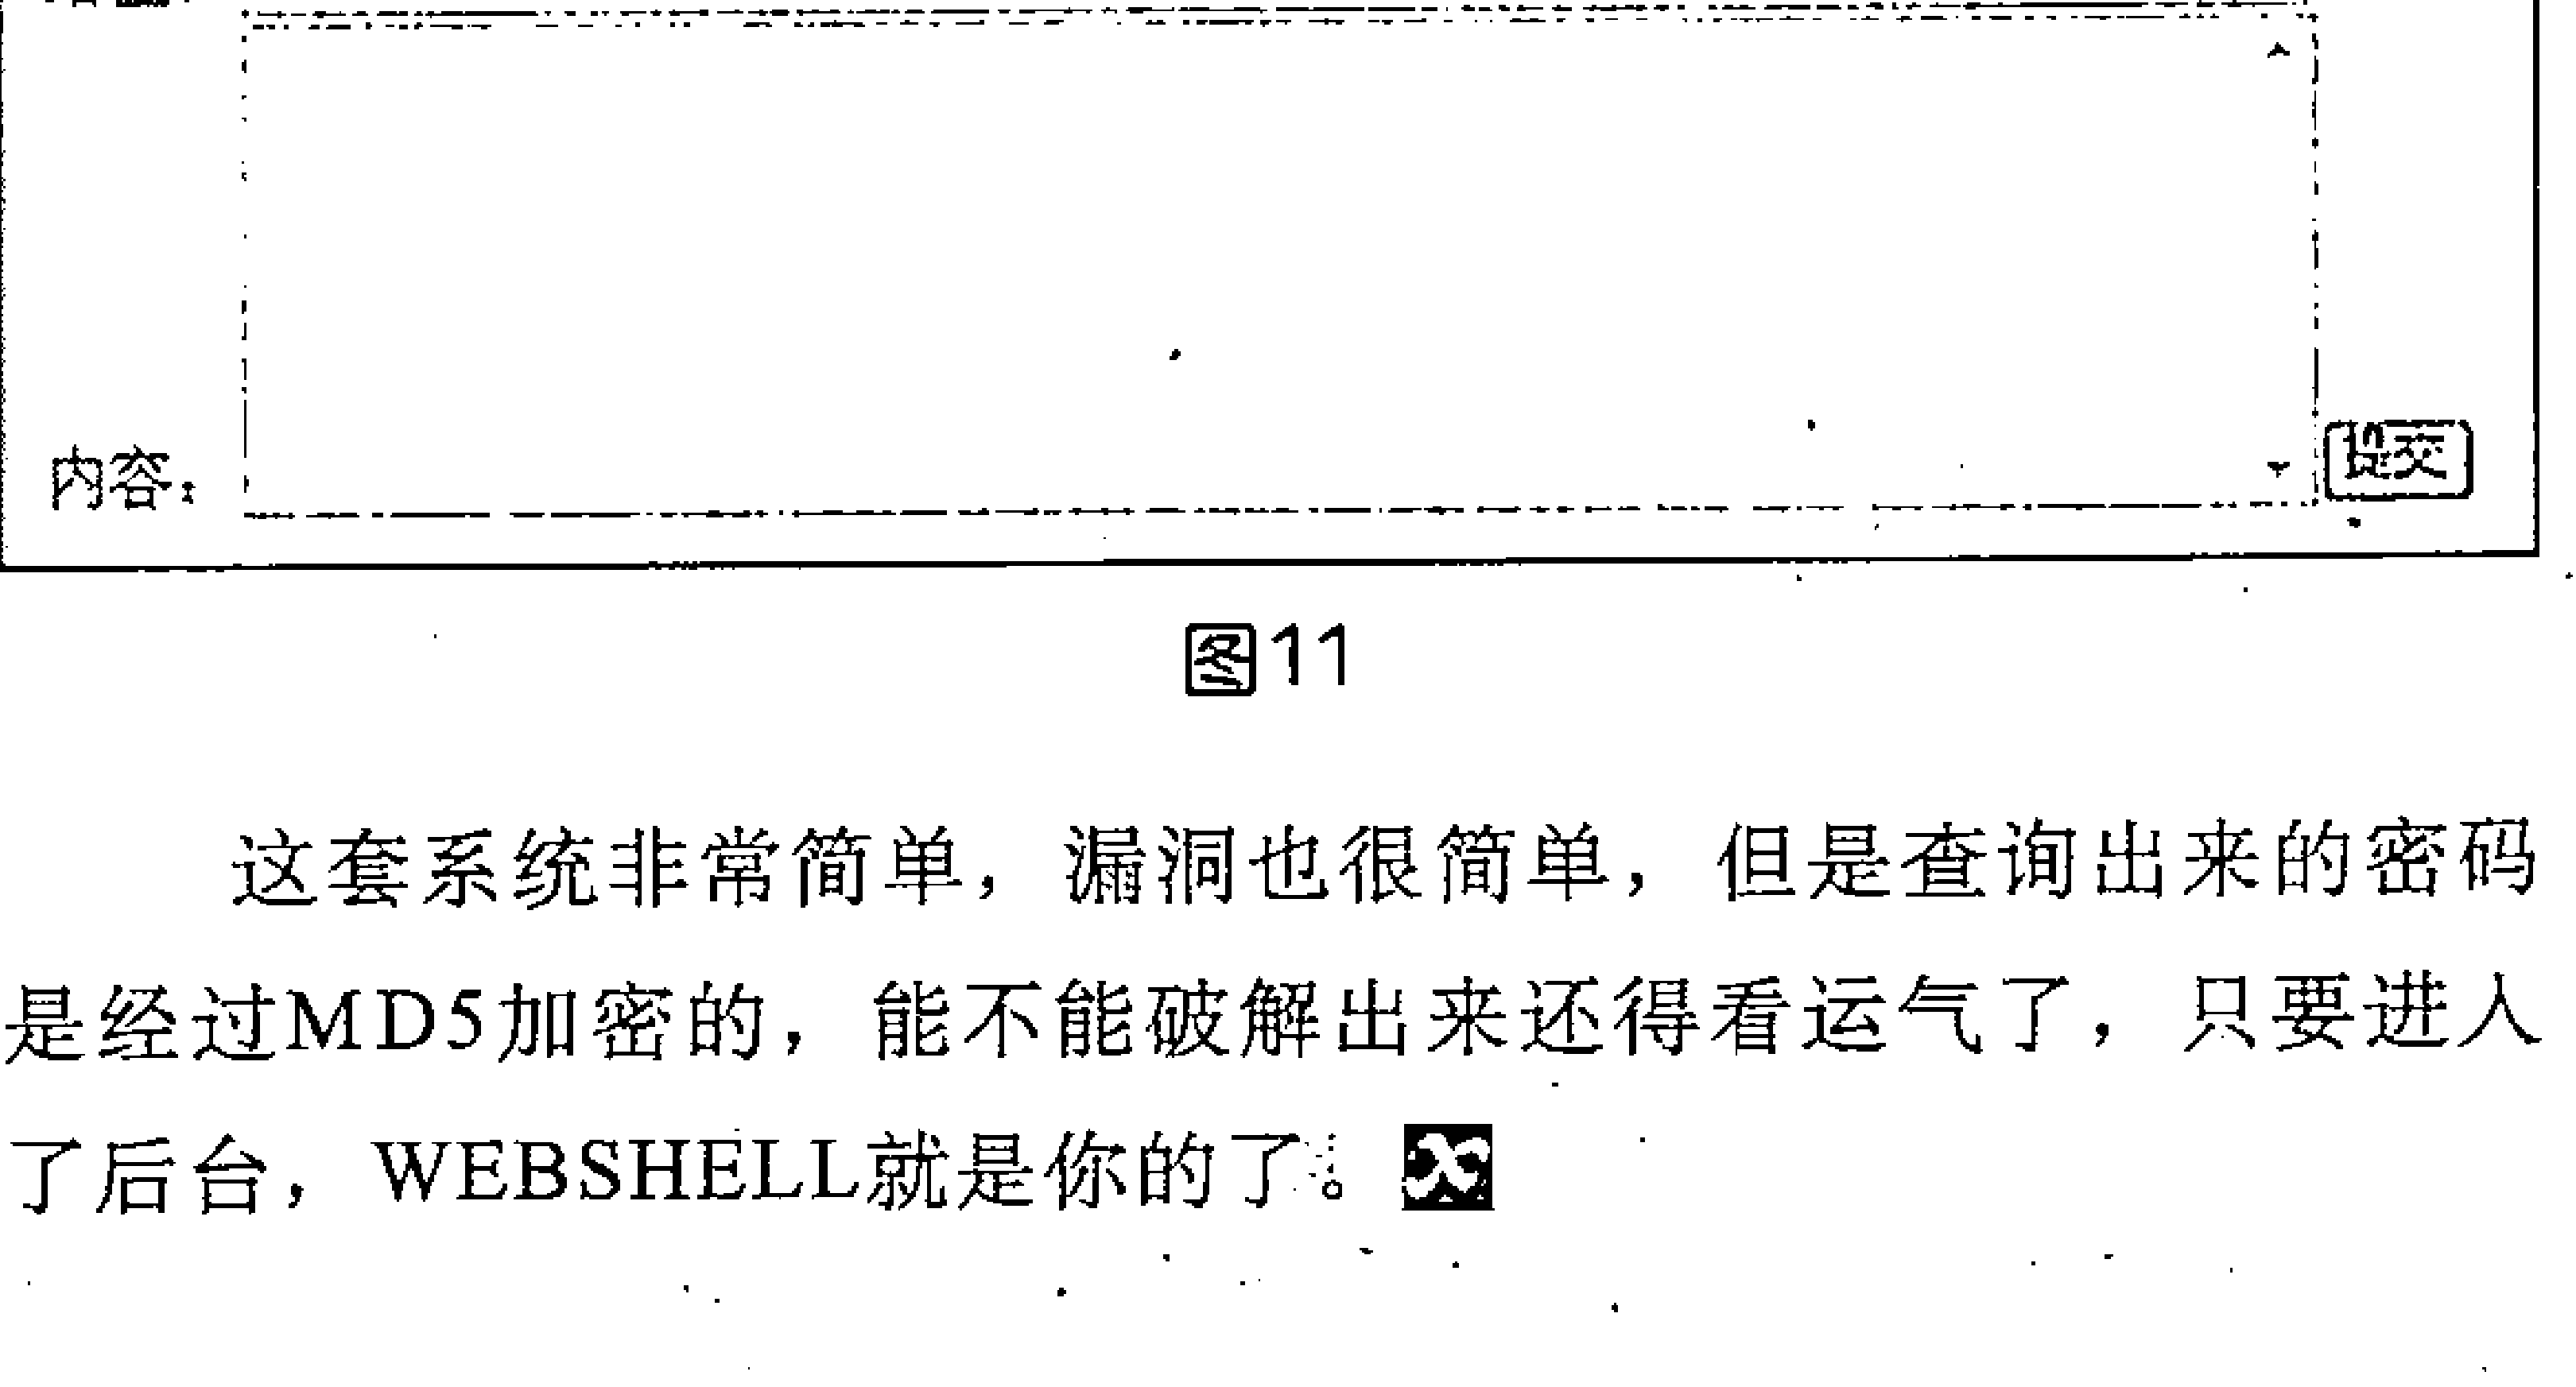 内容：
提交
图11
这套系统非常简单，漏洞也很简单，但是查询出来的密码
是经过MD5加密的，能不能破解出来还得看运气了，只要进入
了后台，WEBSHELL就是你的了。